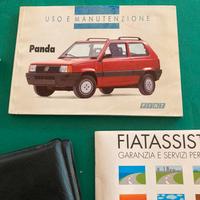 USO E MANUTENZIONE
Panda
FIAT
FIATASSIST
GARANZIA E SERVIZI PER